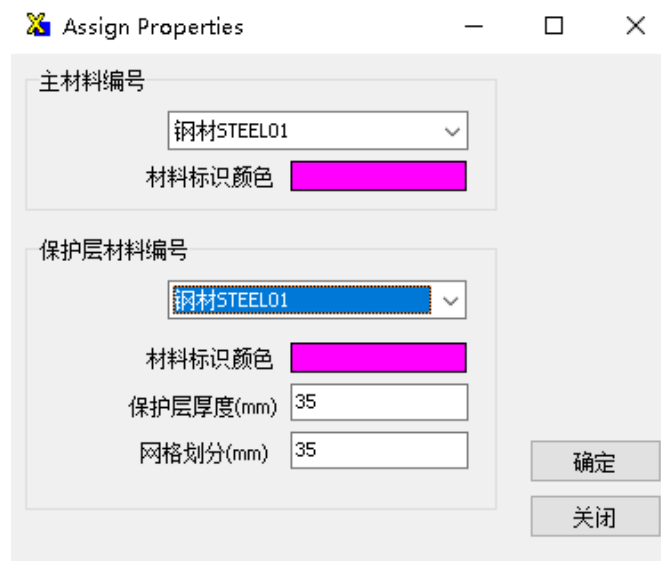 Assign Properties
主材料编号
钢材STEEL01
材料标识颜色
保护层材料编号
钢材STEEL01
材料标识颜色
保护层厚度(mm) 35
网格划分(mm) 35
确定
关闭